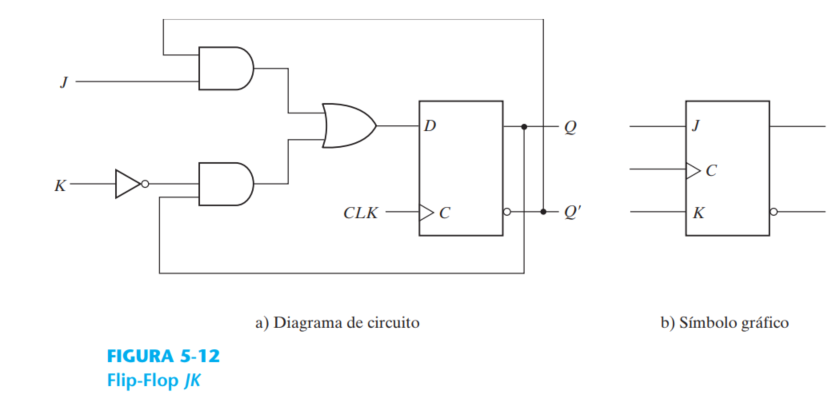 J
K
D
Q
CLK
C
Q'
J
C
K
a) Diagrama de circuito
b) Símbolo gráfico
FIGURA 5-12
Flip-Flop JK